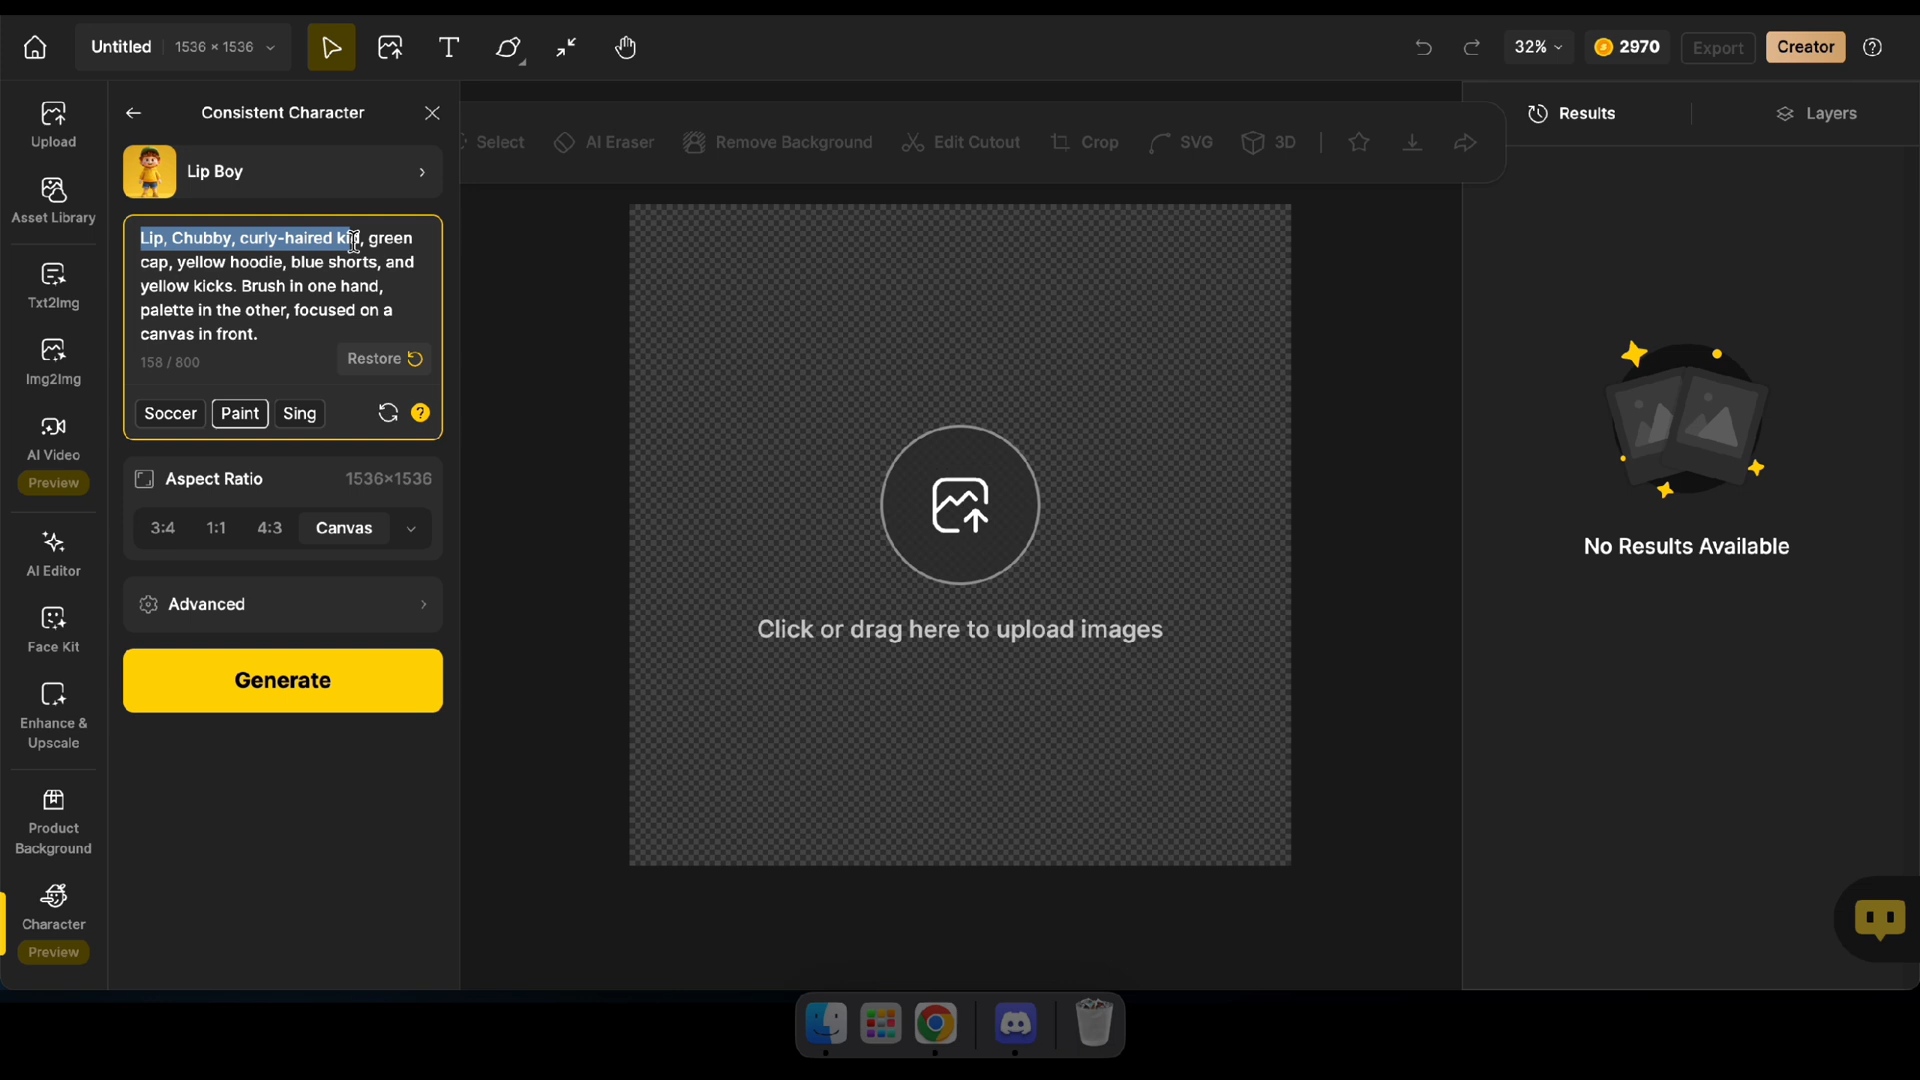 Untitled
1536 × 1536
32%
2970
Export
Creator
Upload
Asset Library
Txt2Img
Img2Img
AI Video
Preview
AI Editor
Face Kit
Enhance &
Upscale
Product
Background
Character
Preview
Consistent Character
Lip Boy
Lip, Chubby, curly-haired kid, green
cap, yellow hoodie, blue shorts, and
yellow kicks. Brush in one hand,
palette in the other, focused on a
canvas in front.
158 / 800
Restore
Soccer
Paint
Sing
?
Aspect Ratio
1536×1536
3:4
1:1
4:3
Canvas
Advanced
Generate
Select
AI Eraser
Remove Background
Edit Cutout
Crop
SVG
3D
Click or drag here to upload images
Results
Layers
No Results Available